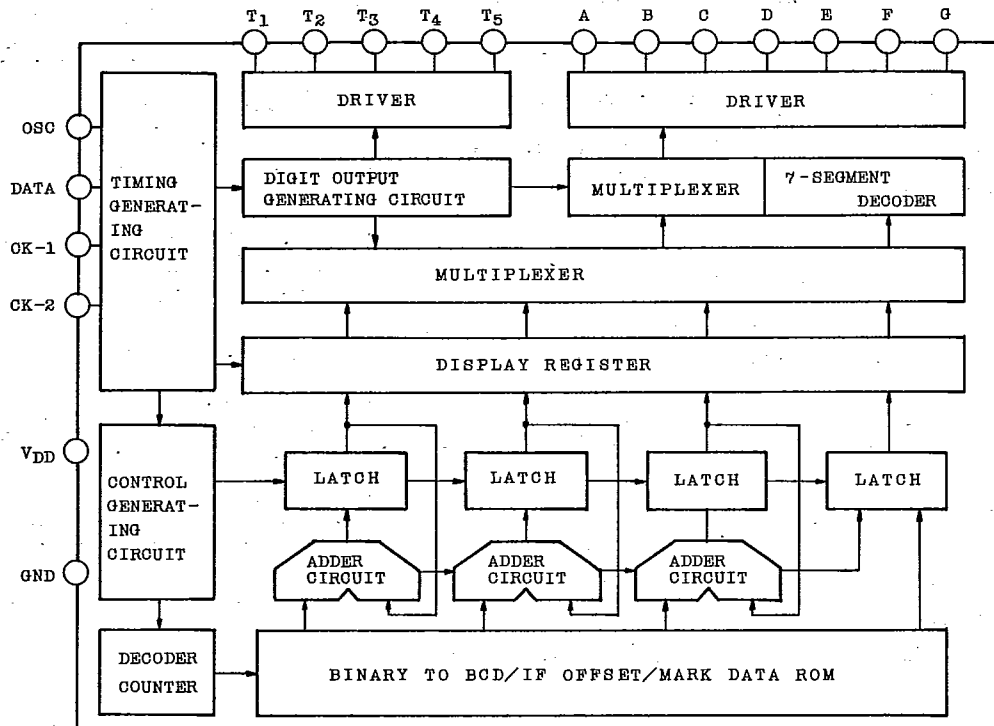 T1 T2 T3 T4 T5 A B C D E F G
DRIVER
DRIVER
OSC
DATA
CK-1
CK-2
TIMING
GENERAT-
ING
CIRCUIT
DIGIT OUTPUT
GENERATING CIRCUIT
MULTIPLEXER
7-SEGMENT
DECODER
MULTIPLEXER
DISPLAY REGISTER
VDD
GND
CONTROL
GENERAT-
ING
CIRCUIT
LATCH
LATCH
LATCH
LATCH
ADDER
CIRCUIT
ADDER
CIRCUIT
ADDER
CIRCUIT
DECODER
COUNTER
BINARY TO BCD/IF OFFSET/MARK DATA ROM